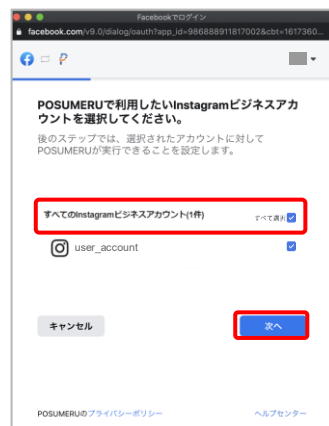 Facebookでログイン
facebook.com/v9.0/dialog/oauth?app_id=986888911817002&cbt=1617360...
POSUMERUで利用したいInstagramビジネスアカ
ウントを選択してください。
後のステップでは、選択されたアカウントに対して
POSUMERUが実行できることを設定します。
すべてのInstagramビジネスアカウント(1件)
すべて選択
user_account
キャンセル
次へ
POSUMERUのプライバシーポリシー
ヘルプセンター